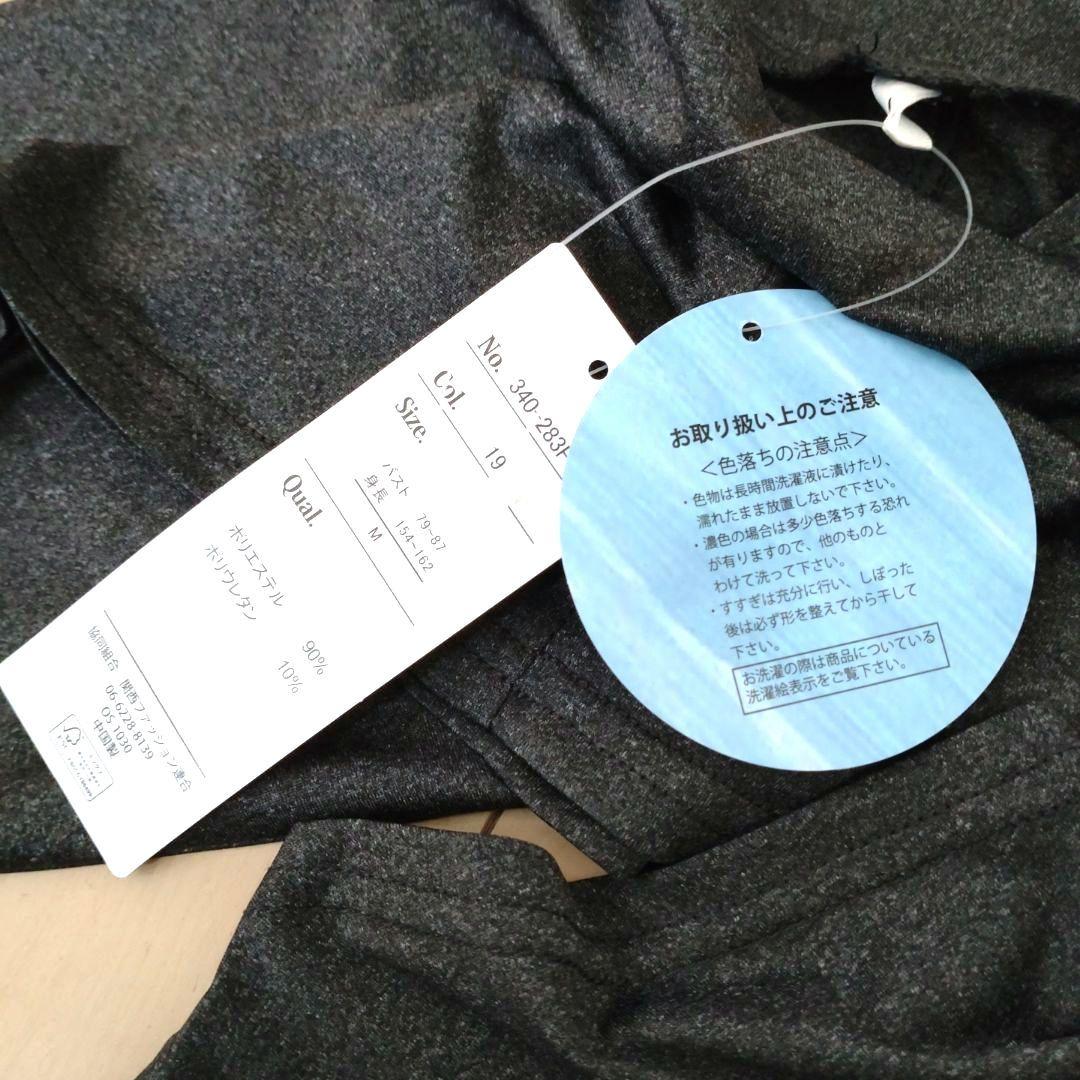 No. 340-283
Col. 19
Size.
バスト 79~87
身長 154~162
M
Qual.
ポリエステル 90%
ポリウレタン 10%
協同組合 関西ファッション連合
06-6228-8139
OS 1030
中国製
お取り扱い上のご注意
<色落ちの注意点>
・色物は長時間洗濯液に漬けたり、
濡れたまま放置しないで下さい。
・濃色の場合は多少色落ちする恐れ
が有りますので、他のものと
わけて洗って下さい。
・すすぎは充分に行い、しぼった
後は必ず形を整えてから干して
下さい。
お洗濯の際は商品についている
洗濯絵表示をご覧下さい。